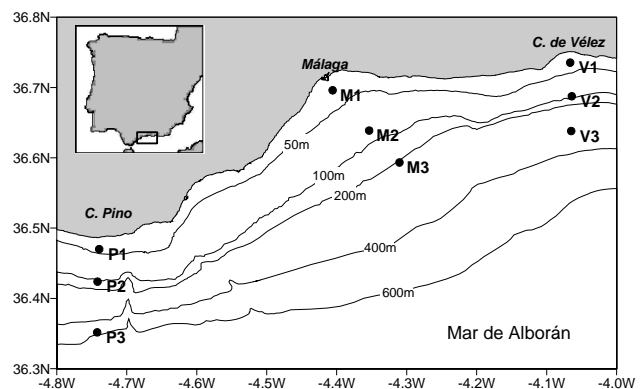 36.8N
C. de Vélez
Málaga
V1
36.7N
M1
V2
M2
V3
36.6N
50m
M3
100m
200m
C. Pino
36.5N
P1
400m
P2
36.4N
600m
P3
Mar de Alborán
36.3N
-4.8W -4.7W -4.6W -4.5W -4.4W -4.3W -4.2W -4.1W -4.0W